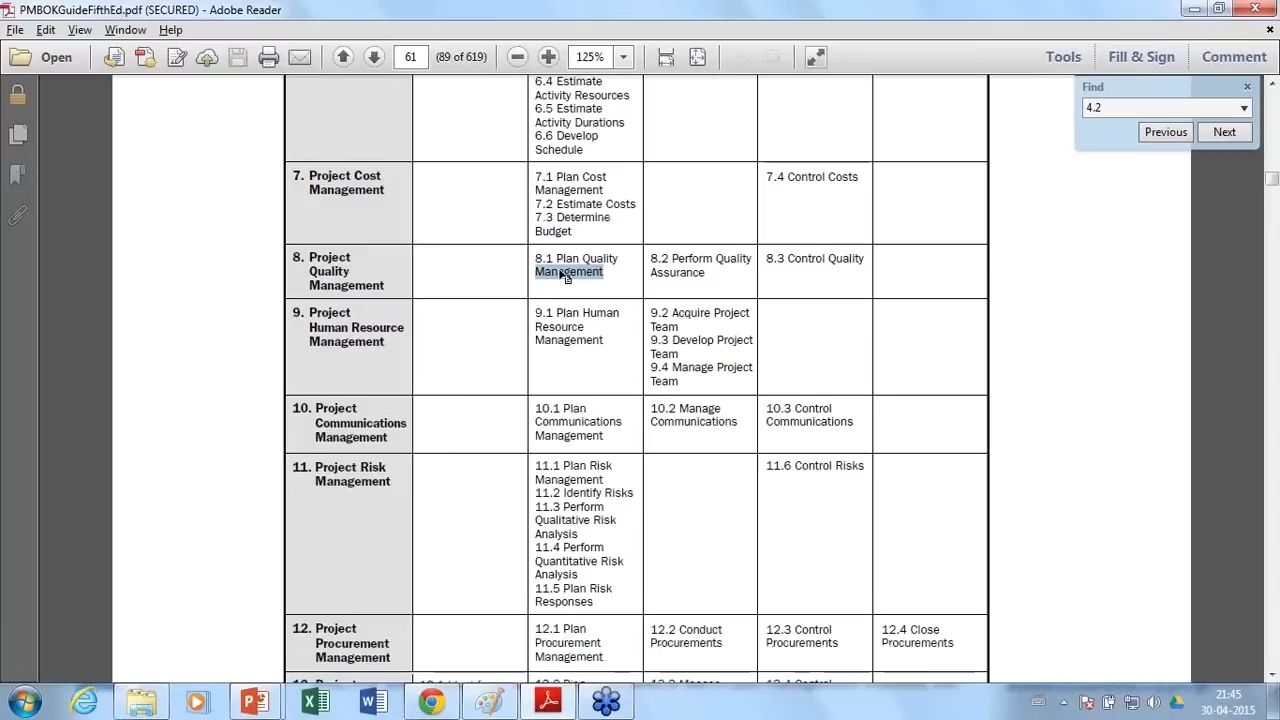 PMBOKGuideFifthEd.pdf (SECURED) - Adobe Reader
File Edit View Window Help
Open 61 (89 of 619) 125% Tools Fill & Sign Comment
Find
4.2
Previous Next
6.4 Estimate
Activity Resources
6.5 Estimate
Activity Durations
6.6 Develop
Schedule
7. Project Cost
Management
7.1 Plan Cost
Management
7.2 Estimate Costs
7.3 Determine
Budget
7.4 Control Costs
8. Project
Quality
Management
8.1 Plan Quality
Management
8.2 Perform Quality
Assurance
8.3 Control Quality
9. Project
Human Resource
Management
9.1 Plan Human
Resource
Management
9.2 Acquire Project
Team
9.3 Develop Project
Team
9.4 Manage Project
Team
10. Project
Communications
Management
10.1 Plan
Communications
Management
10.2 Manage
Communications
10.3 Control
Communications
11. Project Risk
Management
11.1 Plan Risk
Management
11.2 Identify Risks
11.3 Perform
Qualitative Risk
Analysis
11.4 Perform
Quantitative Risk
Analysis
11.5 Plan Risk
Responses
11.6 Control Risks
12. Project
Procurement
Management
12.1 Plan
Procurement
Management
12.2 Conduct
Procurements
12.3 Control
Procurements
12.4 Close
Procurements
21:45
30-04-2015